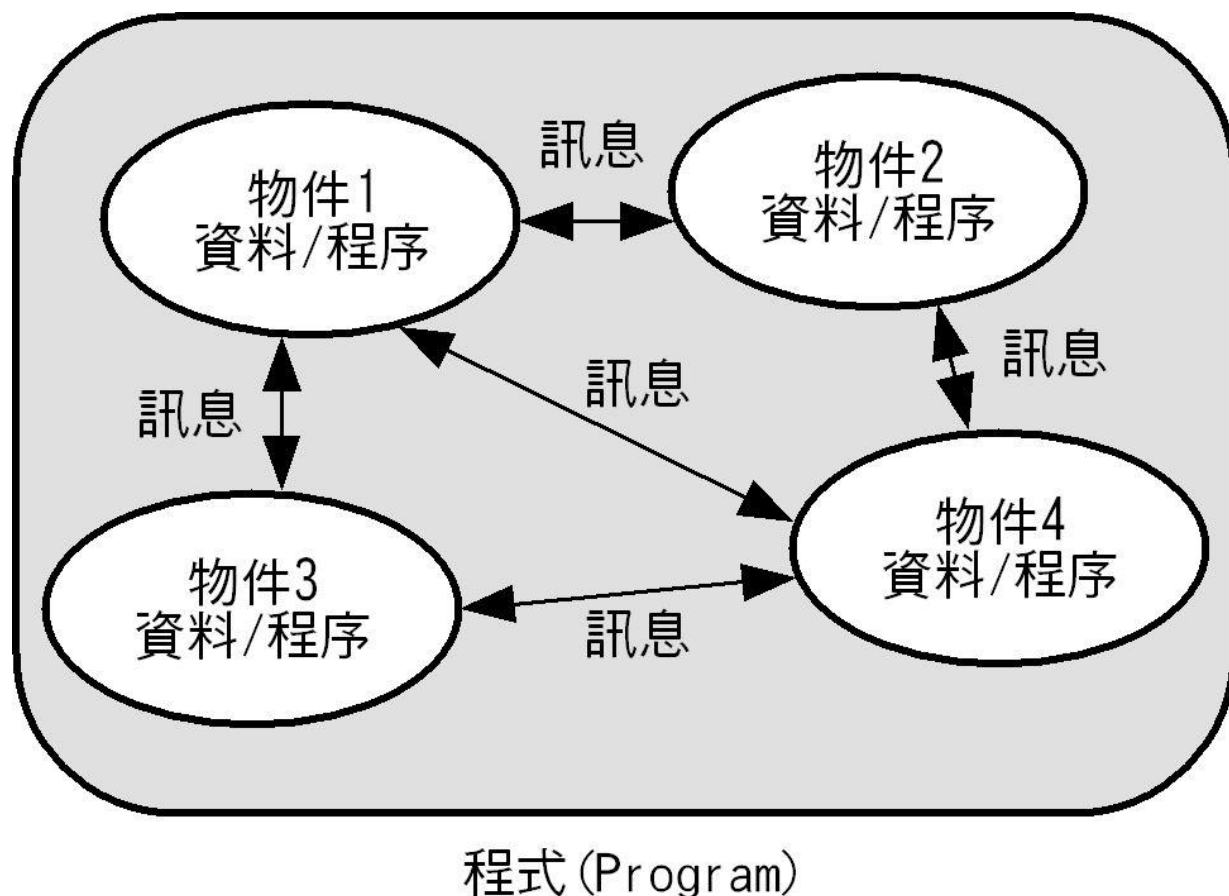 訊息
物件1
資料/程序
物件2
資料/程序
訊息
訊息
訊息
物件3
資料/程序
物件4
資料/程序
訊息
程式(Program)